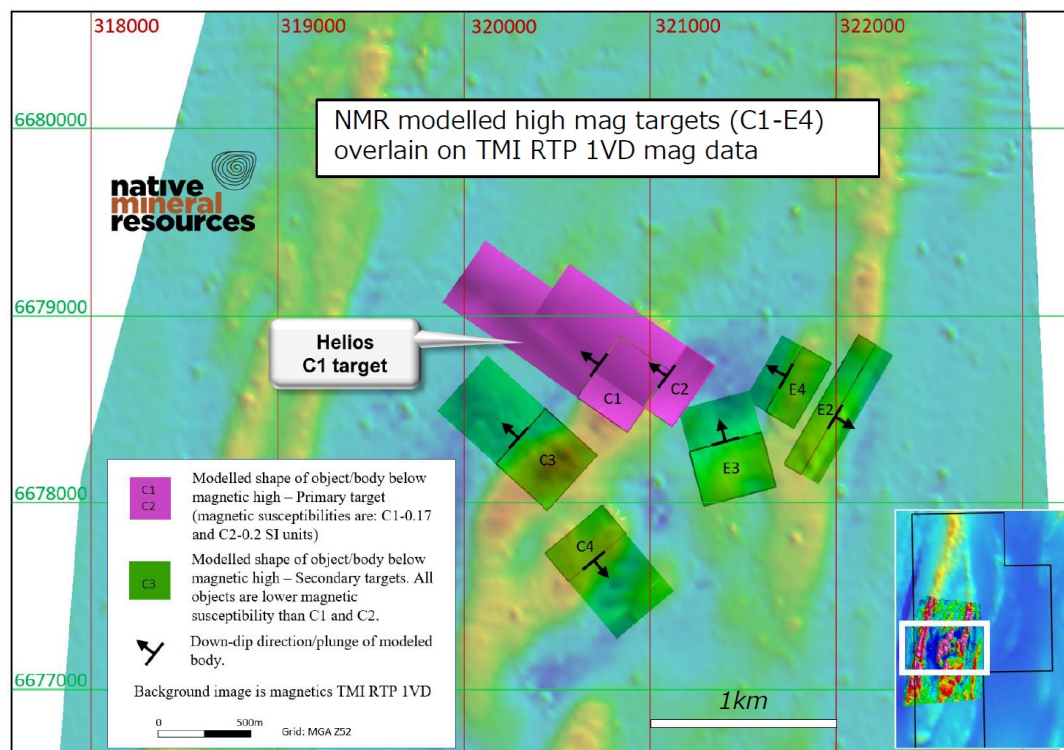 318000
319000
320000
321000
322000
6680000
NMR modelled high mag targets (C1-E4)
overlain on TMI RTP 1VD mag data
native
mineral
resources
6679000
Helios
C1 target
C1
C2
E4
E2
C3
E3
6678000
C4
C1
C2
Modelled shape of object/body below
magnetic high – Primary target
(magnetic susceptibilities are: C1-0.17
and C2-0.2 SI units)
C3
Modelled shape of object/body below
magnetic high – Secondary targets. All
objects are lower magnetic
susceptibility than C1 and C2.
Down-dip direction/plunge of modeled
body.
Background image is magnetics TMI RTP 1VD
0 500m Grid: MGA Z52
6677000
1km